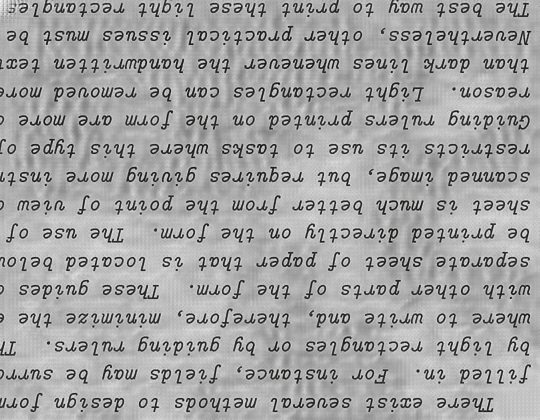 There exist several methods to design form
filled in. For instance, fields may be
by light rectangles or by guiding rulers.
where to write and, therefore, minimize the
with other parts of the form. These guides
separate sheet of paper that is located below
be printed directly on the form. The use of
sheet is much better from the point of view
scanned image, but requires giving more
restricts its use to tasks where this type of
Guiding rulers printed on the form are more
reason. Light rectangles can be removed more
than dark lines whenever the handwritten text
Nevertheless, other practical issues must be
The best way to print these light rectangles